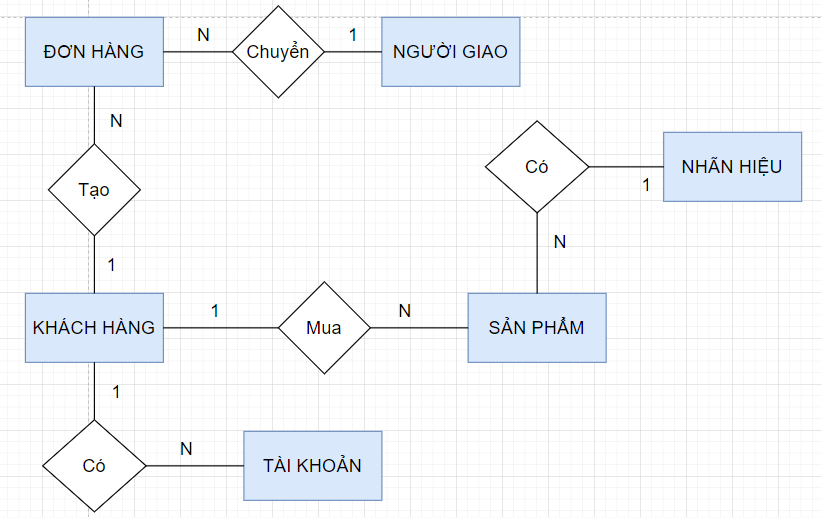 ĐƠN HÀNG
N
Chuyển
1
NGƯỜI GIAO
N
Tạo
1
Có
1
NHÃN HIỆU
N
KHÁCH HÀNG
1
Mua
N
SẢN PHẨM
1
Có
N
TÀI KHOẢN